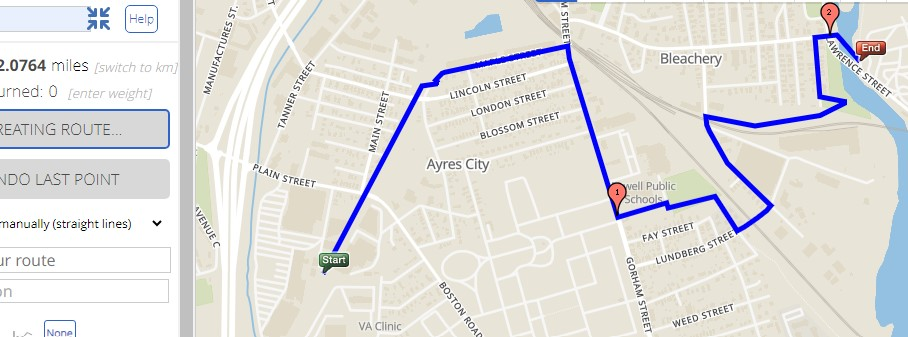 Help
2.0764 miles [switch to km]
urned: 0 [enter weight]
REATING ROUTE...
NDO LAST POINT
manually (straight lines)
ur route
on
None
MANUFACTURES ST.
TANNER STREET
MAIN STREET
PLAIN STREET
AVENUE C
Start
M STREET
LINCOLN STREET
LONDON STREET
BLOSSOM STREET
Ayres City
Bleachery
2
End
LAWRENCE STREET
1
well Public
Schools
FAY STREET
LUNDBERG STREET
GORHAM STREET
WEED STREET
BOSTON ROAD
VA Clinic